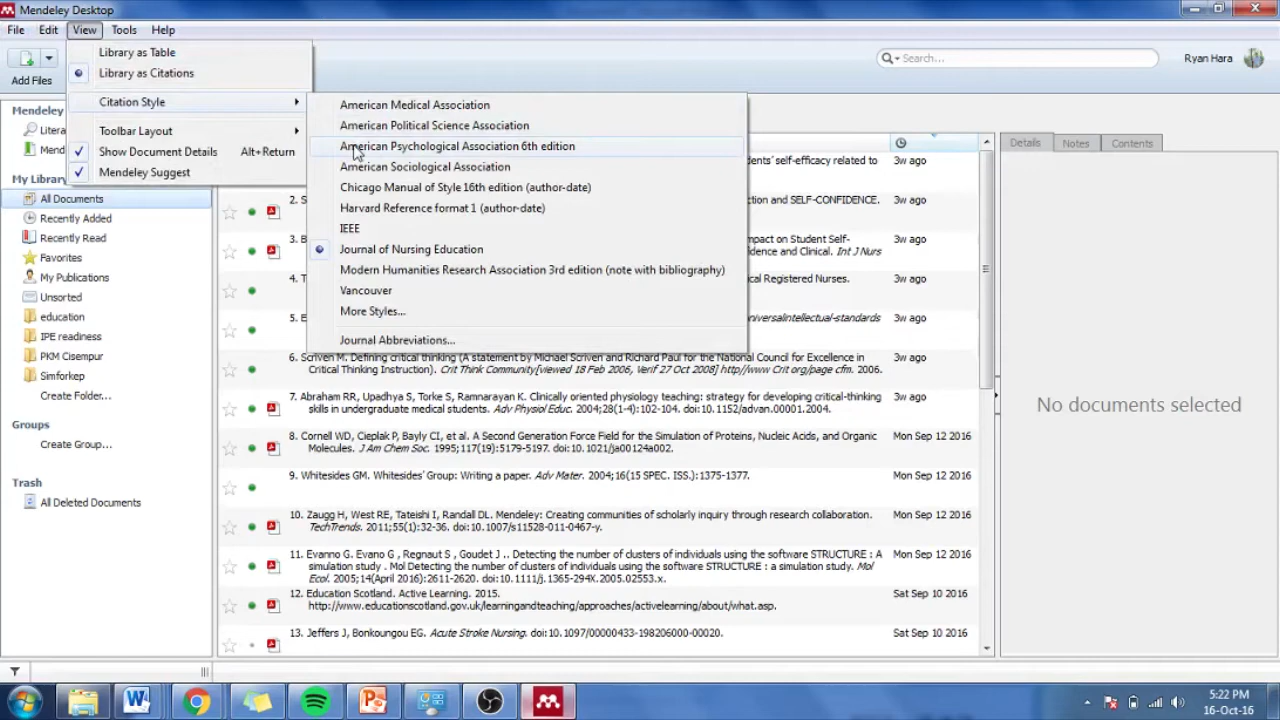 Mendeley Desktop
File Edit View Tools Help
Add Files
Search...
Ryan Hara
Library as Table
Library as Citations
Citation Style
Toolbar Layout
Show Document Details Alt+Return
Mendeley Suggest
American Medical Association
American Political Science Association
American Psychological Association 6th edition
American Sociological Association
Chicago Manual of Style 16th edition (author-date)
Harvard Reference format 1 (author-date)
IEEE
Journal of Nursing Education
Modern Humanities Research Association 3rd edition (note with bibliography)
Vancouver
More Styles...
Journal Abbreviations...
Mendeley
Litera
Mend
My Library
All Documents
Recently Added
Recently Read
Favorites
My Publications
Unsorted
education
IPE readiness
PKM Cisempur
Simforkep
Create Folder...
Groups
Create Group...
Trash
All Deleted Documents
ents' self-efficacy related to 3w ago
2. S
ction and SELF-CONFIDENCE. 3w ago
3. B
mpact on Student Self- 3w ago
dence and Clinical. Int J Nurs
4. T
cal Registered Nurses. 3w ago
5. E
universalintellectual-standards 3w ago
6. Scriven M. Defining critical thinking (A statement by Michael Scriven and Richard Paul for the National Council for Excellence in 3w ago
Critical Thinking Instruction). Crit Think Community[viewed 18 Feb 2006, Verif 27 Oct 2008] http//www Crit org/page cfm. 2006.
7. Abraham RR, Upadhya S, Torke S, Ramnarayan K. Clinically oriented physiology teaching: strategy for developing critical-thinking 3w ago
skills in undergraduate medical students. Adv Physiol Educ. 2004;28(1-4):102-104. doi:10.1152/advan.00001.2004.
8. Cornell WD, Cieplak P, Bayly CI, et al. A Second Generation Force Field for the Simulation of Proteins, Nucleic Acids, and Organic Mon Sep 12 2016
Molecules. J Am Chem Soc. 1995;117(19):5179-5197. doi:10.1021/ja00124a002.
9. Whitesides GM. Whitesides' Group: Writing a paper. Adv Mater. 2004;16(15 SPEC. ISS.):1375-1377. Mon Sep 12 2016
10. Zaugg H, West RE, Tateishi I, Randall DL. Mendeley: Creating communities of scholarly inquiry through research collaboration. Mon Sep 12 2016
TechTrends. 2011;55(1):32-36. doi:10.1007/s11528-011-0467-y.
11. Evanno G. Evano G , Regnaut S , Goudet J .. Detecting the number of clusters of individuals using the software STRUCTURE : a Mon Sep 12 2016
simulation study . Mol Detecting the number of clusters of individuals using the software STRUCTURE : a simulation study. Mol
Ecol. 2005;14(April 2016):2611-2620. doi:10.1111/j.1365-294X.2005.02553.x.
12. Education Scotland. Active Learning. 2015. Sat Sep 10 2016
http://www.educationscotland.gov.uk/learningandteaching/approaches/activelearning/about/what.asp.
13. Jeffers J, Bonkoungou EG. Acute Stroke Nursing. doi:10.1097/00000433-198206000-00020. Sat Sep 10 2016
Details Notes Contents
No documents selected
5:22 PM
16-Oct-16